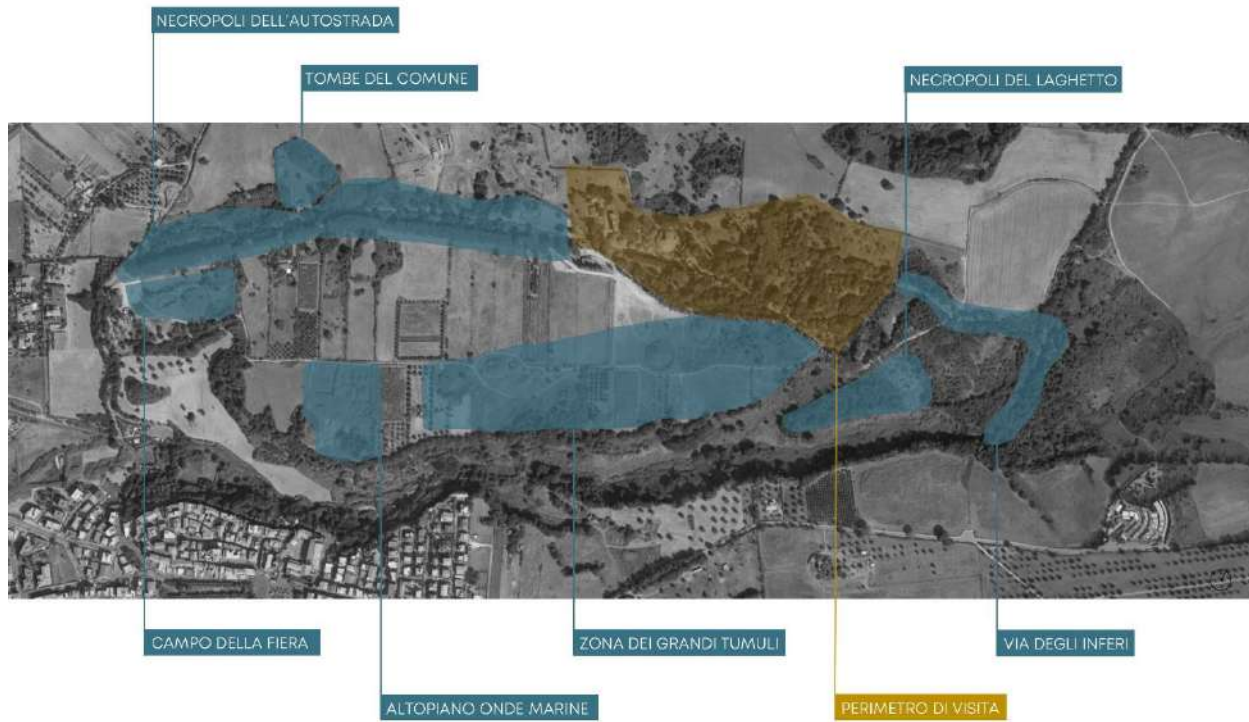 NECROPOLI DELL'AUTOSTRADA
TOMBE DEL COMUNE
NECROPOLI DEL LAGHETTO
CAMPO DELLA FIERA
ZONA DEI GRANDI TUMULI
VIA DEGLI INFERI
ALTOPIANO ONDE MARINE
PERIMETRO DI VISITA